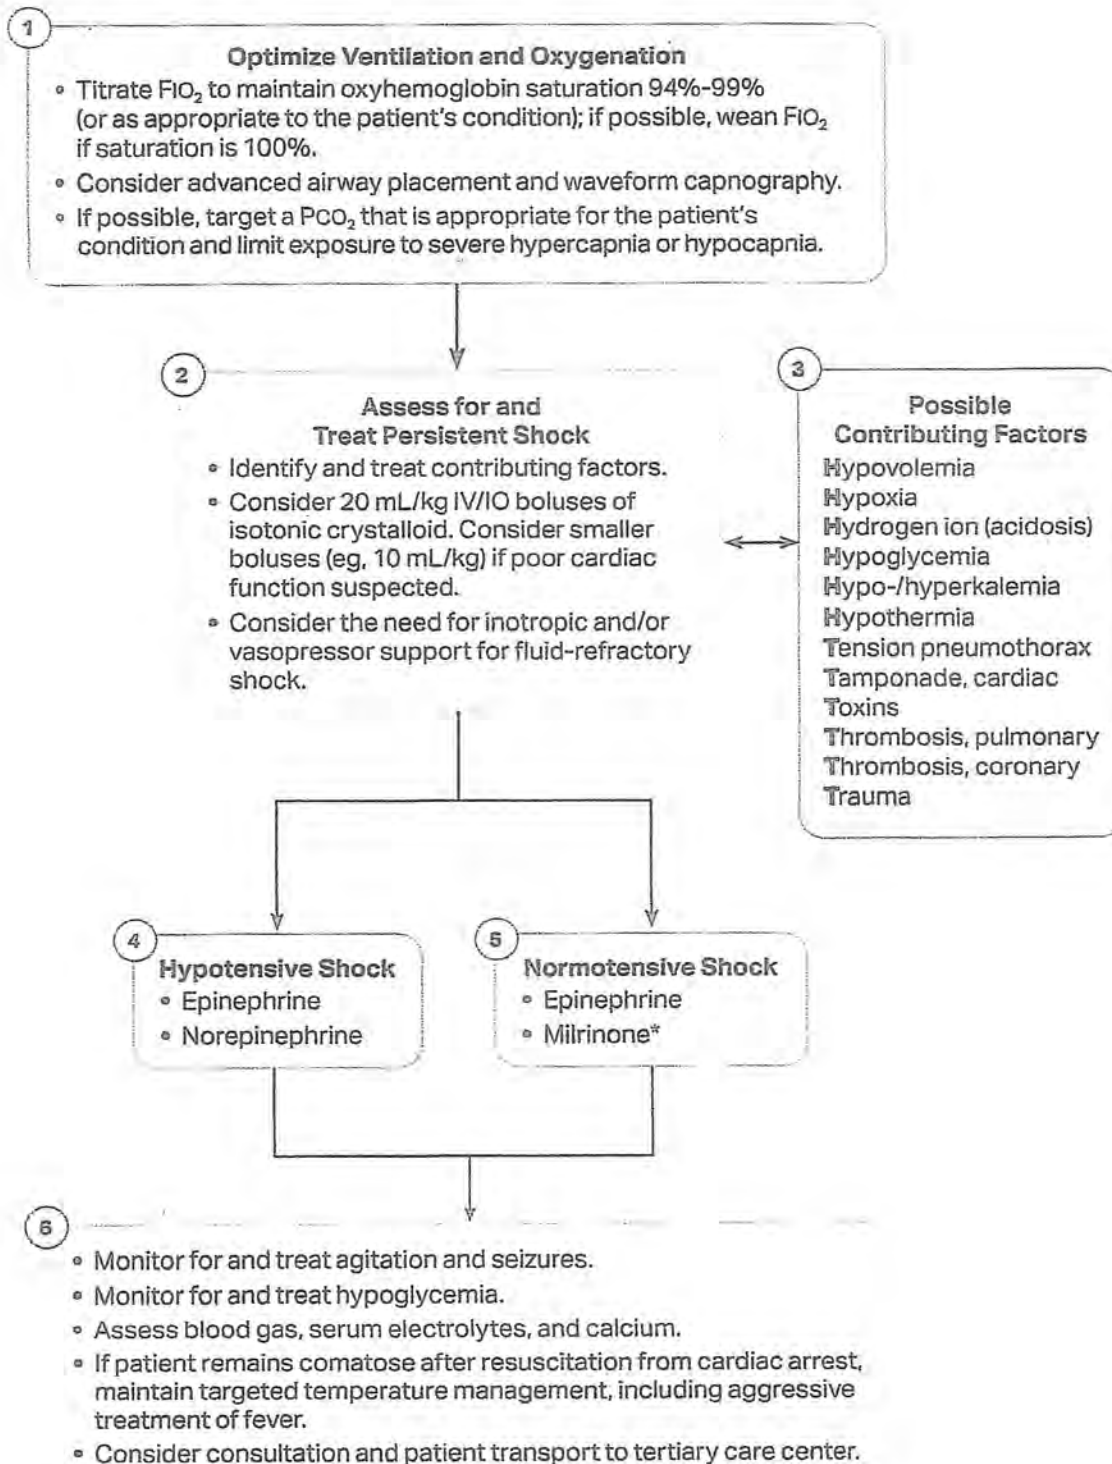 1
Optimize Ventilation and Oxygenation
• Titrate FIO₂ to maintain oxyhemoglobin saturation 94%-99%
(or as appropriate to the patient's condition); if possible, wean FIO₂
if saturation is 100%.
• Consider advanced airway placement and waveform capnography.
• If possible, target a PCO₂ that is appropriate for the patient's
condition and limit exposure to severe hypercapnia or hypocapnia.
2
Assess for and
Treat Persistent Shock
• Identify and treat contributing factors.
• Consider 20 mL/kg IV/IO boluses of
isotonic crystalloid. Consider smaller
boluses (eg, 10 mL/kg) if poor cardiac
function suspected.
• Consider the need for inotropic and/or
vasopressor support for fluid-refractory
shock.
3
Possible
Contributing Factors
Hypovolemia
Hypoxia
Hydrogen ion (acidosis)
Hypoglycemia
Hypo-/hyperkalemia
Hypothermia
Tension pneumothorax
Tamponade, cardiac
Toxins
Thrombosis, pulmonary
Thrombosis, coronary
Trauma
4
Hypotensive Shock
• Epinephrine
• Norepinephrine
5
Normotensive Shock
• Epinephrine
• Milrinone*
6
• Monitor for and treat agitation and seizures.
• Monitor for and treat hypoglycemia.
• Assess blood gas, serum electrolytes, and calcium.
• If patient remains comatose after resuscitation from cardiac arrest,
maintain targeted temperature management, including aggressive
treatment of fever.
• Consider consultation and patient transport to tertiary care center.